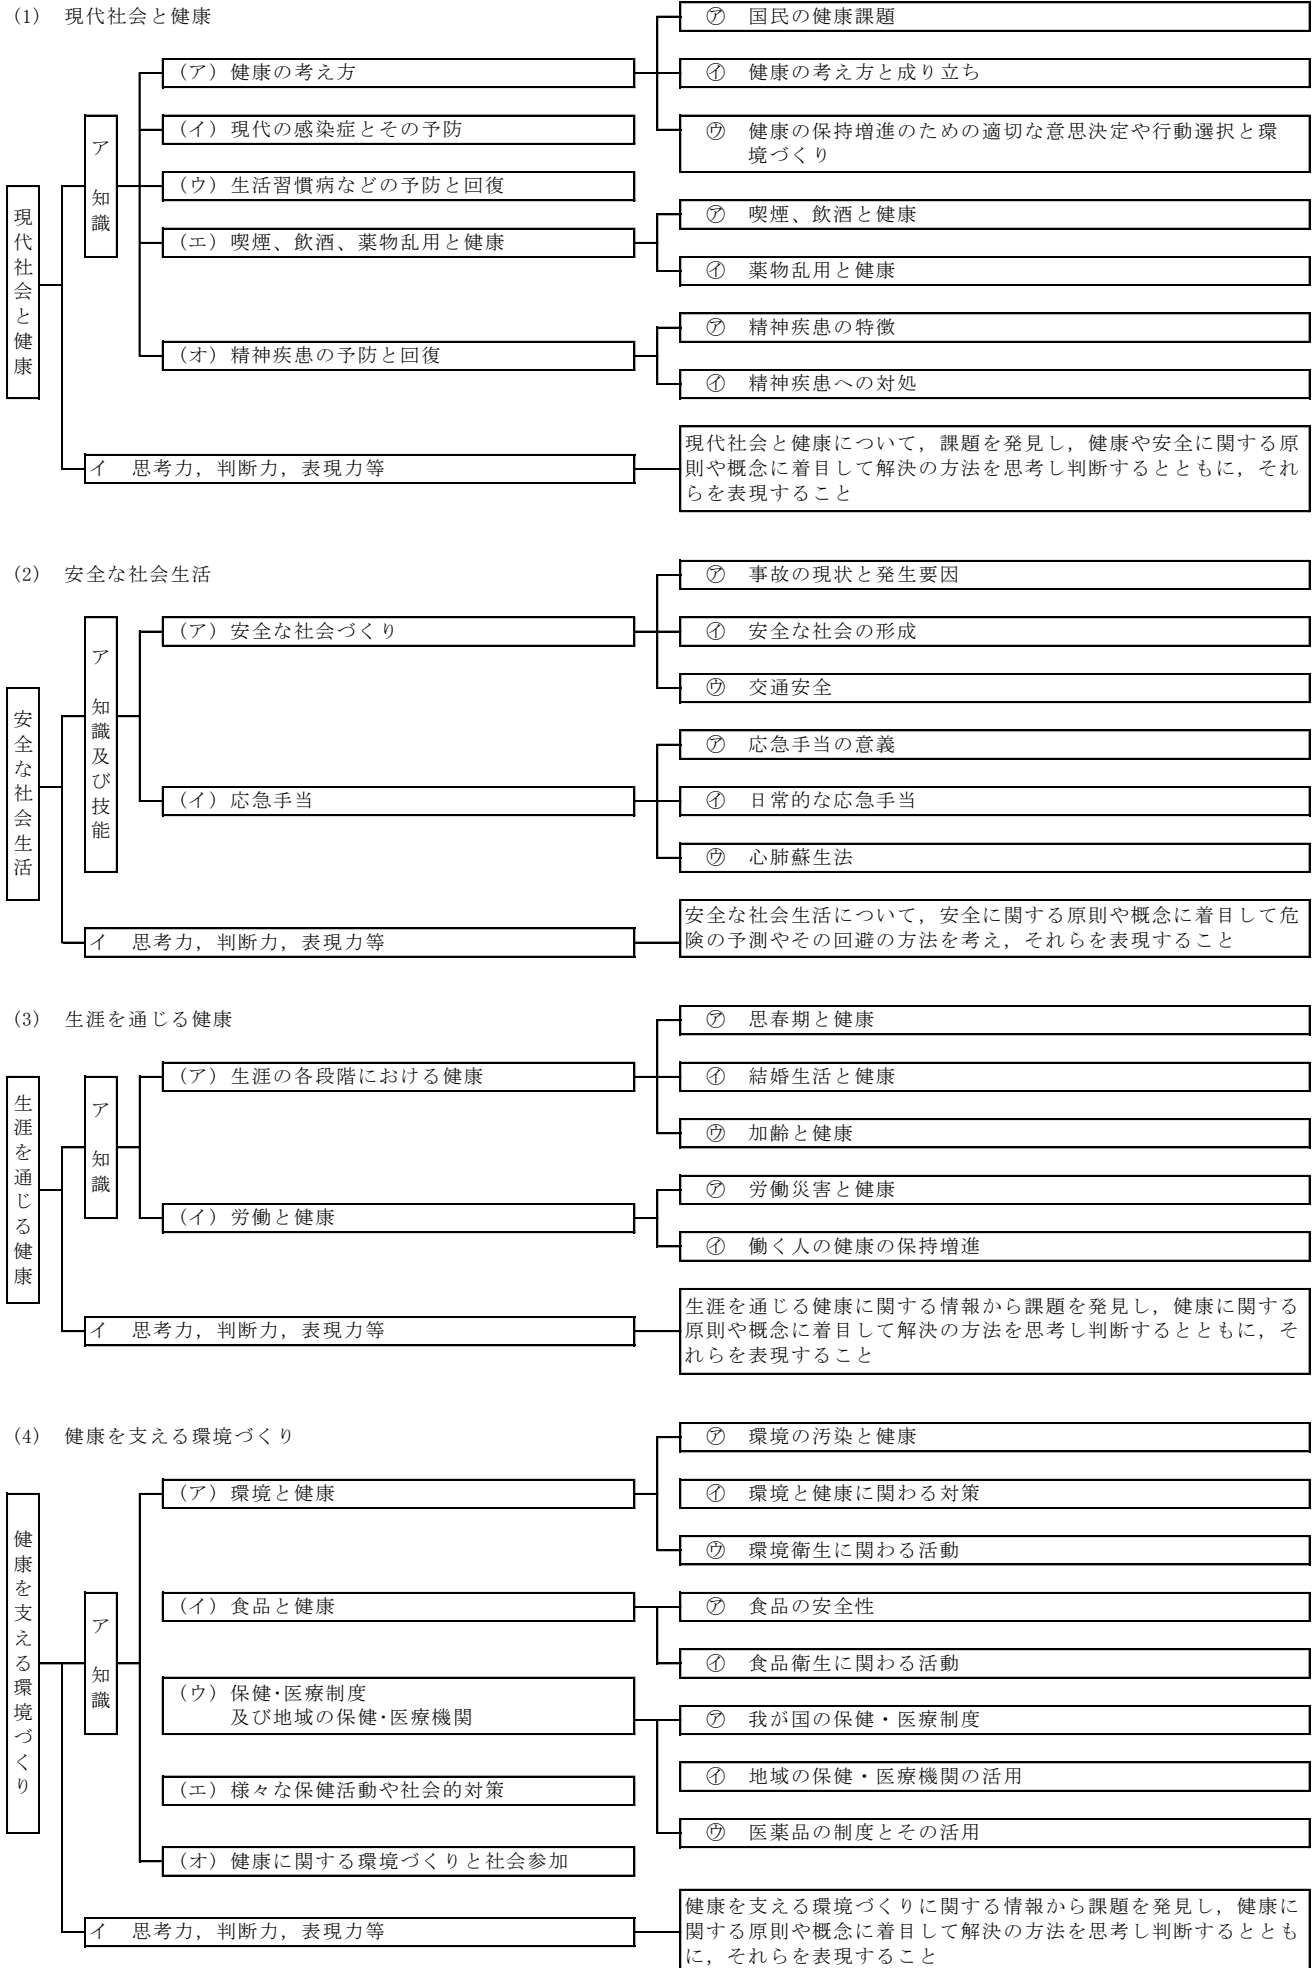 (1) 現代社会と健康
現代社会と健康
ア 知識
(ア) 健康の考え方
㋐ 国民の健康課題
㋑ 健康の考え方と成り立ち
㋒ 健康の保持増進のための適切な意思決定や行動選択と環
境づくり
(イ) 現代の感染症とその予防
(ウ) 生活習慣病などの予防と回復
(エ) 喫煙、飲酒、薬物乱用と健康
㋐ 喫煙、飲酒と健康
㋑ 薬物乱用と健康
(オ) 精神疾患の予防と回復
㋐ 精神疾患の特徴
㋑ 精神疾患への対処
イ 思考力，判断力，表現力等
現代社会と健康について，課題を発見し，健康や安全に関する原
則や概念に着目して解決の方法を思考し判断するとともに，それ
らを表現すること
(2) 安全な社会生活
安全な社会生活
ア 知識及び技能
(ア) 安全な社会づくり
㋐ 事故の現状と発生要因
㋑ 安全な社会の形成
㋒ 交通安全
(イ) 応急手当
㋐ 応急手当の意義
㋑ 日常的な応急手当
㋒ 心肺蘇生法
イ 思考力，判断力，表現力等
安全な社会生活について，安全に関する原則や概念に着目して危
険の予測やその回避の方法を考え，それらを表現すること
(3) 生涯を通じる健康
生涯を通じる健康
ア 知識
(ア) 生涯の各段階における健康
㋐ 思春期と健康
㋑ 結婚生活と健康
㋒ 加齢と健康
(イ) 労働と健康
㋐ 労働災害と健康
㋑ 働く人の健康の保持増進
イ 思考力，判断力，表現力等
生涯を通じる健康に関する情報から課題を発見し，健康に関する
原則や概念に着目して解決の方法を思考し判断するとともに，そ
れらを表現すること
(4) 健康を支える環境づくり
健康を支える環境づくり
ア 知識
(ア) 環境と健康
㋐ 環境の汚染と健康
㋑ 環境と健康に関わる対策
㋒ 環境衛生に関わる活動
(イ) 食品と健康
㋐ 食品の安全性
㋑ 食品衛生に関わる活動
(ウ) 保健・医療制度
及び地域の保健・医療機関
㋐ 我が国の保健・医療制度
㋑ 地域の保健・医療機関の活用
㋒ 医薬品の制度とその活用
(エ) 様々な保健活動や社会的対策
(オ) 健康に関する環境づくりと社会参加
イ 思考力，判断力，表現力等
健康を支える環境づくりに関する情報から課題を発見し，健康に
関する原則や概念に着目して解決の方法を思考し判断するととも
に，それらを表現すること